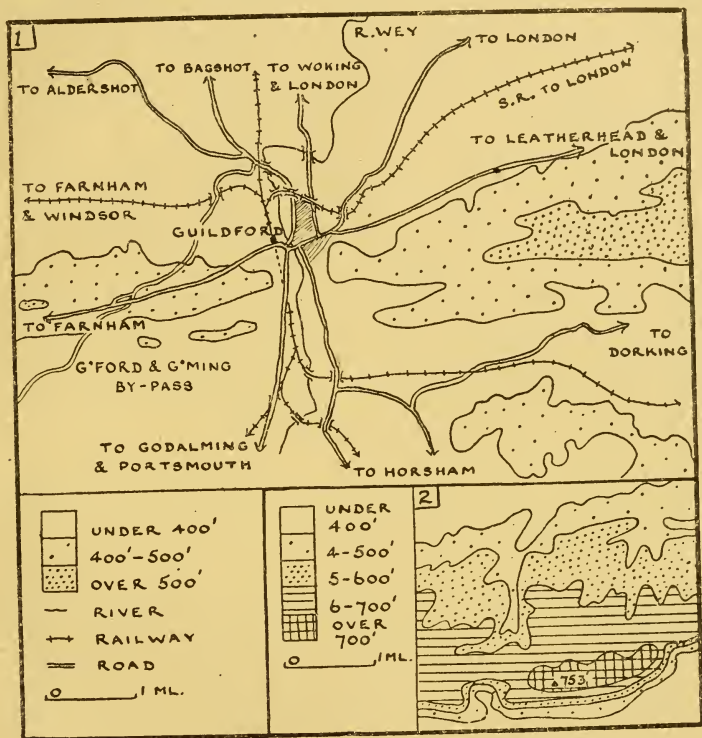 1
R. WEY
TO LONDON
TO BAGSHOT
TO WOKING
& LONDON
TO ALDERSHOT
S.R. TO LONDON
TO LEATHERHEAD &
LONDON
TO FARNHAM
& WINDSOR
GUILDFORD
TO FARNHAM
TO
DORKING
G'FORD & G'MING
BY-PASS
TO GODALMING
& PORTSMOUTH
TO HORSHAM
UNDER 400'
400'-500'
OVER 500'
RIVER
RAILWAY
ROAD
0 1 ML.
UNDER
400'
4-500'
5-600'
6-700'
OVER
700'
0 1 ML.
2
753